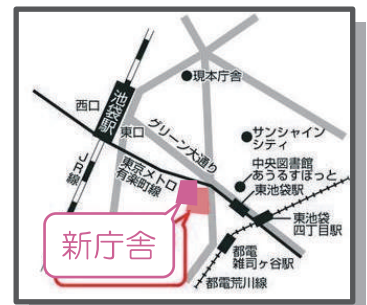 現本庁舎
西口
池袋駅
東口
グリーン大通り
サンシャイン
シティ
中央図書館
あうるすぽっと
東池袋駅
JR線
東京メトロ
有楽町線
東池袋
四丁目駅
新庁舎
都電
雑司ヶ谷駅
都電荒川線